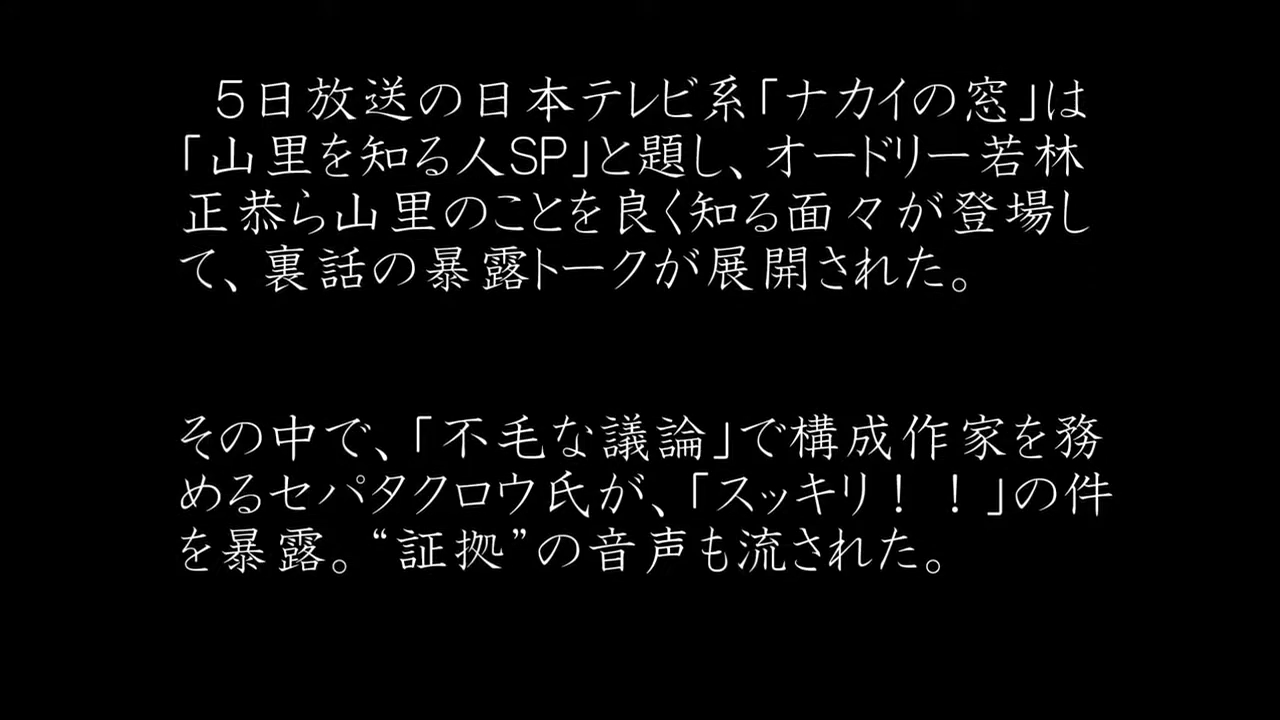 ５日放送の日本テレビ系「ナカイの窓」は
「山里を知る人SP」と題し、オードリー若林
正恭ら山里のことを良く知る面々が登場し
て、裏話の暴露トークが展開された。
その中で、「不毛な議論」で構成作家を務
めるセパタクロウ氏が、「スッキリ！！」の件
を暴露。“証拠”の音声も流された。